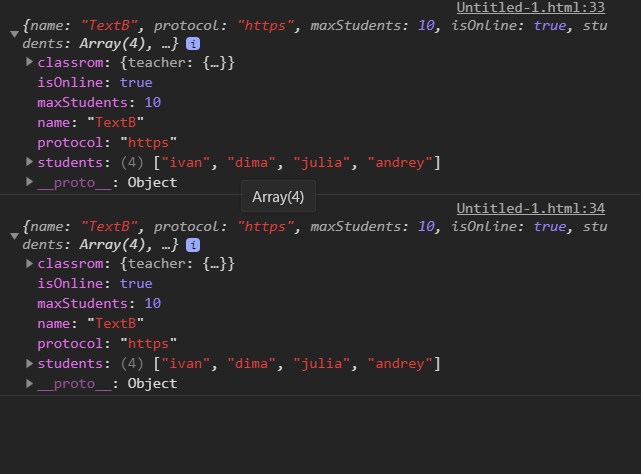 Untitled-1.html:33
{name: "TextB", protocol: "https", maxStudents: 10, isOnline: true, stu
dents: Array(4), …} i
classrom: {teacher: {…}}
isOnline: true
maxStudents: 10
name: "TextB"
protocol: "https"
students: (4) ["ivan", "dima", "julia", "andrey"]
__proto__: Object
Array(4)
Untitled-1.html:34
{name: "TextB", protocol: "https", maxStudents: 10, isOnline: true, stu
dents: Array(4), …} i
classrom: {teacher: {…}}
isOnline: true
maxStudents: 10
name: "TextB"
protocol: "https"
students: (4) ["ivan", "dima", "julia", "andrey"]
__proto__: Object